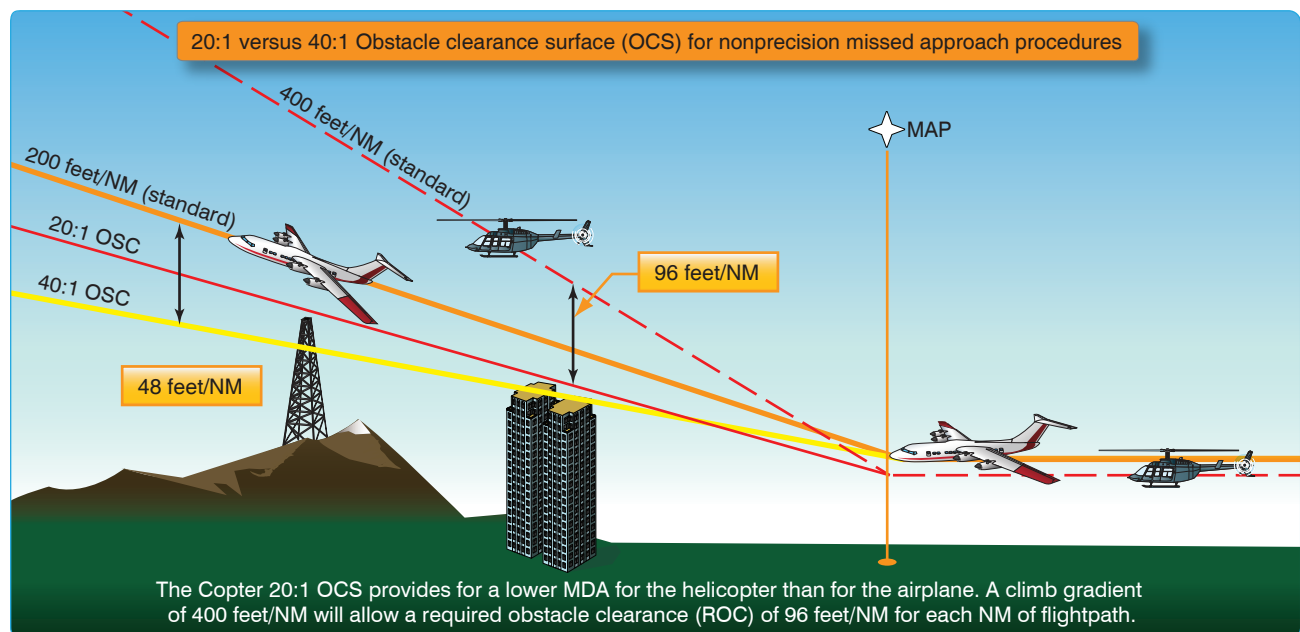 20:1 versus 40:1 Obstacle clearance surface (OCS) for nonprecision missed approach procedures
400 feet/NM (standard)
MAP
200 feet/NM (standard)
20:1 OSC
96 feet/NM
40:1 OSC
48 feet/NM
The Copter 20:1 OCS provides for a lower MDA for the helicopter than for the airplane. A climb gradient
of 400 feet/NM will allow a required obstacle clearance (ROC) of 96 feet/NM for each NM of flightpath.